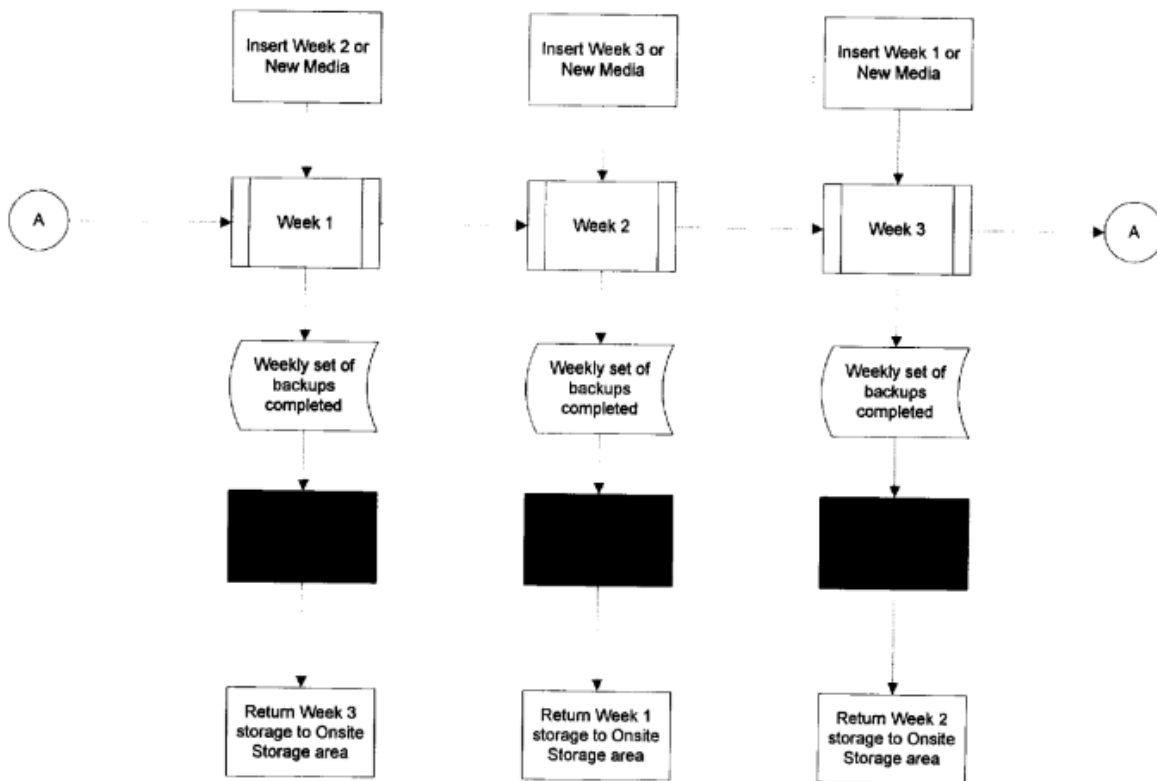 Insert Week 2 or
New Media
Insert Week 3 or
New Media
Insert Week 1 or
New Media
A
Week 1
Week 2
Week 3
A
Weekly set of
backups
completed
Weekly set of
backups
completed
Weekly set of
backups
completed
Return Week 3
storage to Onsite
Storage area
Return Week 1
storage to Onsite
Storage area
Return Week 2
storage to Onsite
Storage area